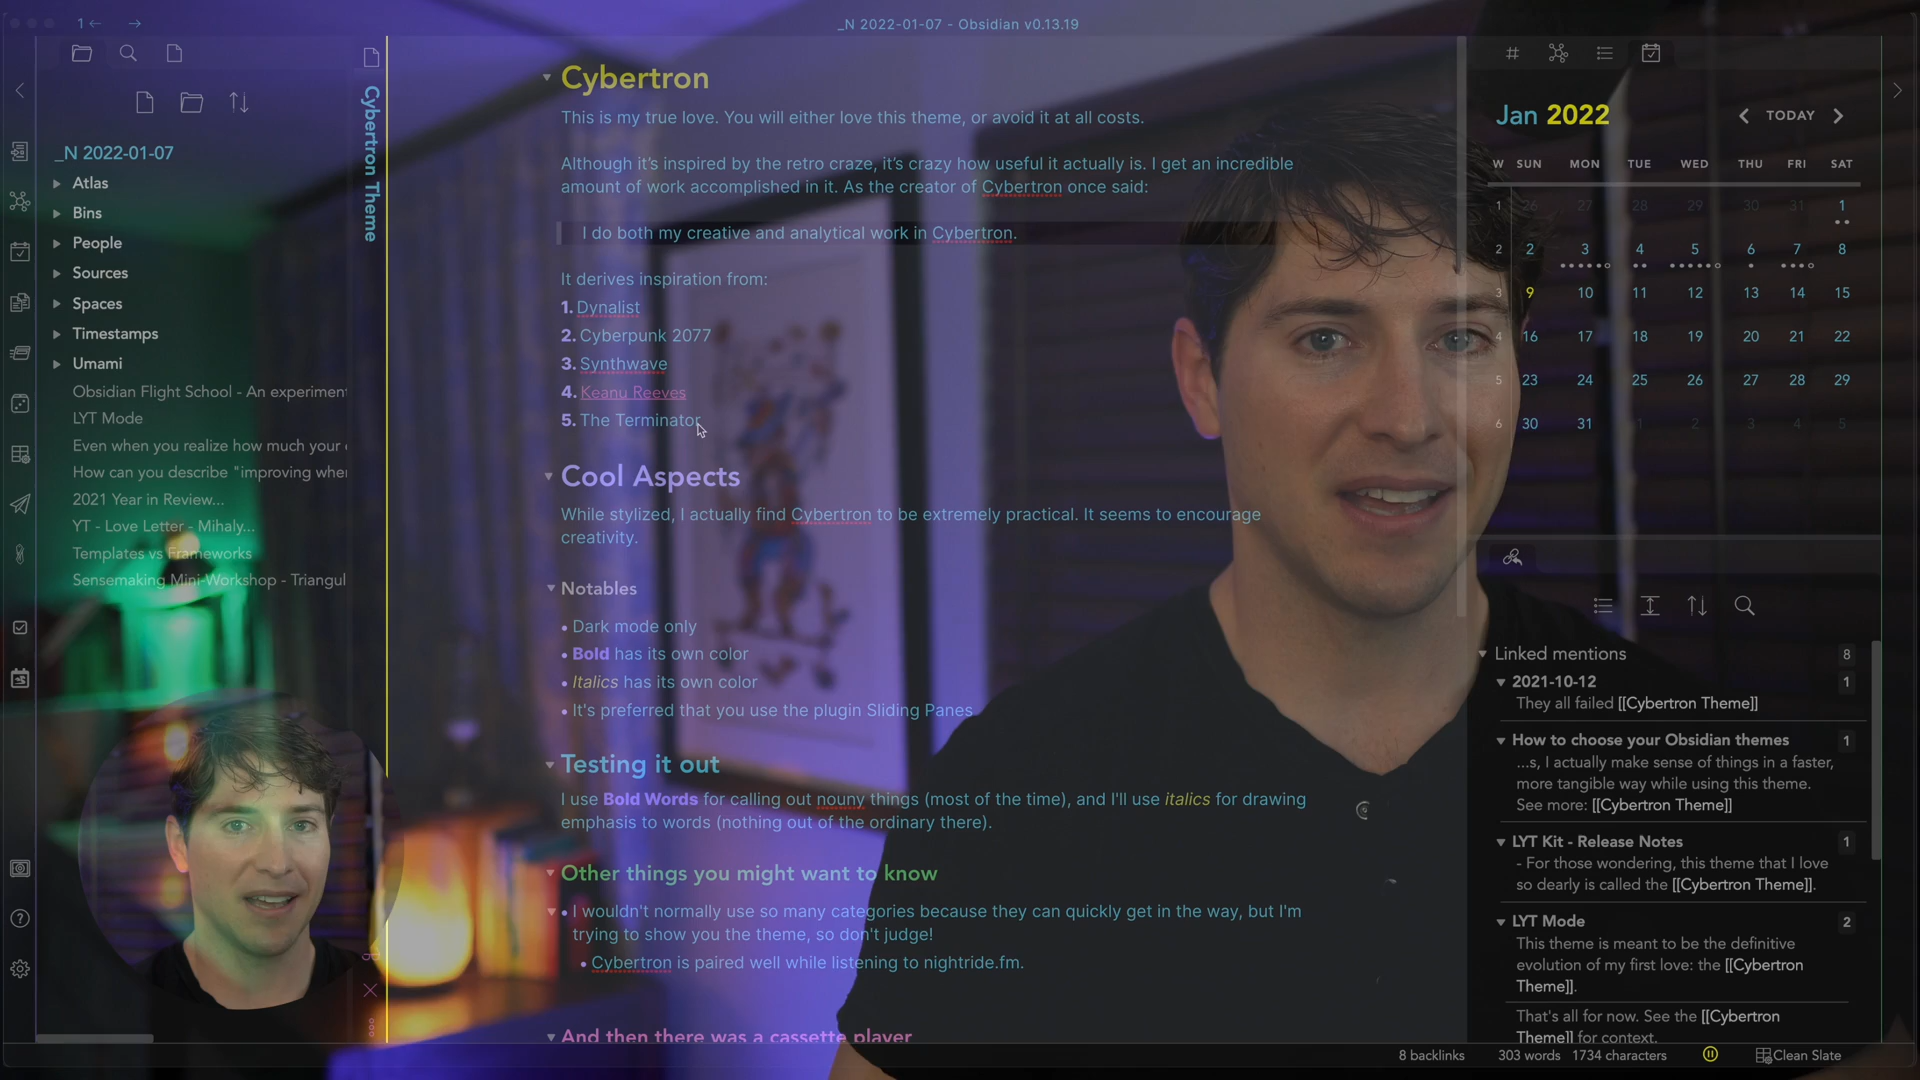 1
_N 2022-01-07 - Obsidian v0.13.19
_N 2022-01-07
Atlas
Bins
People
Sources
Spaces
Timestamps
Umami
Obsidian Flight School - An experiment
LYT Mode
Even when you realize how much your
How can you describe "improving wher
2021 Year in Review...
YT - Love Letter - Mihaly...
Templates vs Frameworks
Sensemaking Mini-Workshop - Triangul
Cybertron Theme
Cybertron
This is my true love. You will either love this theme, or avoid it at all costs.
Although it's inspired by the retro craze, it's crazy how useful it actually is. I get an incredible
amount of work accomplished in it. As the creator of Cybertron once said:
I do both my creative and analytical work in Cybertron.
It derives inspiration from:
1. Dynalist
2. Cyberpunk 2077
3. Synthwave
4. Keanu Reeves
5. The Terminator
Cool Aspects
While stylized, I actually find Cybertron to be extremely practical. It seems to encourage
creativity.
Notables
• Dark mode only
• Bold has its own color
• Italics has its own color
• It's preferred that you use the plugin Sliding Panes
Testing it out
I use Bold Words for calling out nouny things (most of the time), and I'll use italics for drawing
emphasis to words (nothing out of the ordinary there).
Other things you might want to know
• I wouldn't normally use so many categories because they can quickly get in the way, but I'm
trying to show you the theme, so don't judge!
• Cybertron is paired well while listening to nightride.fm.
And then there was a cassette player
Jan 2022
TODAY
W SUN MON TUE WED THU FRI SAT
1 26 27 28 29 30 31 1
2 2 3 4 5 6 7 8
3 9 10 11 12 13 14 15
4 16 17 18 19 20 21 22
5 23 24 25 26 27 28 29
6 30 31 1 2 3 4 5
Linked mentions 8
2021-10-12 1
They all failed [[Cybertron Theme]]
How to choose your Obsidian themes 1
...s, I actually make sense of things in a faster,
more tangible way while using this theme.
See more: [[Cybertron Theme]]
LYT Kit - Release Notes 1
- For those wondering, this theme that I love
so dearly is called the [[Cybertron Theme]].
LYT Mode 2
This theme is meant to be the definitive
evolution of my first love: the [[Cybertron
Theme]].
That's all for now. See the [[Cybertron
Theme]] for context.
8 backlinks 303 words 1734 characters Clean Slate